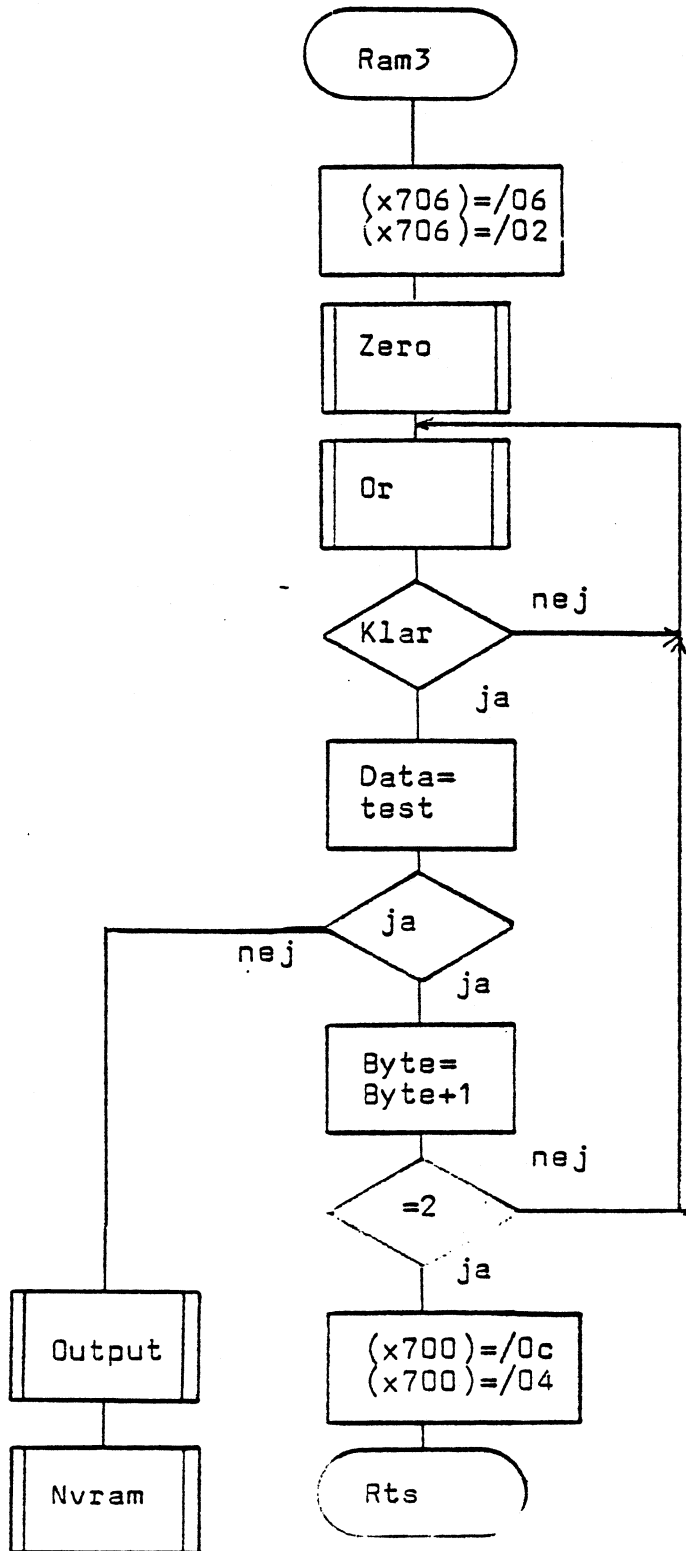 Ram3
(x706)=/06
(x706)=/02
Zero
Or
Klar
nej
ja
Data=
test
ja
nej
ja
Byte=
Byte+1
nej
=2
ja
Output
(x700)=/0c
(x700)=/04
Nvram
Rts